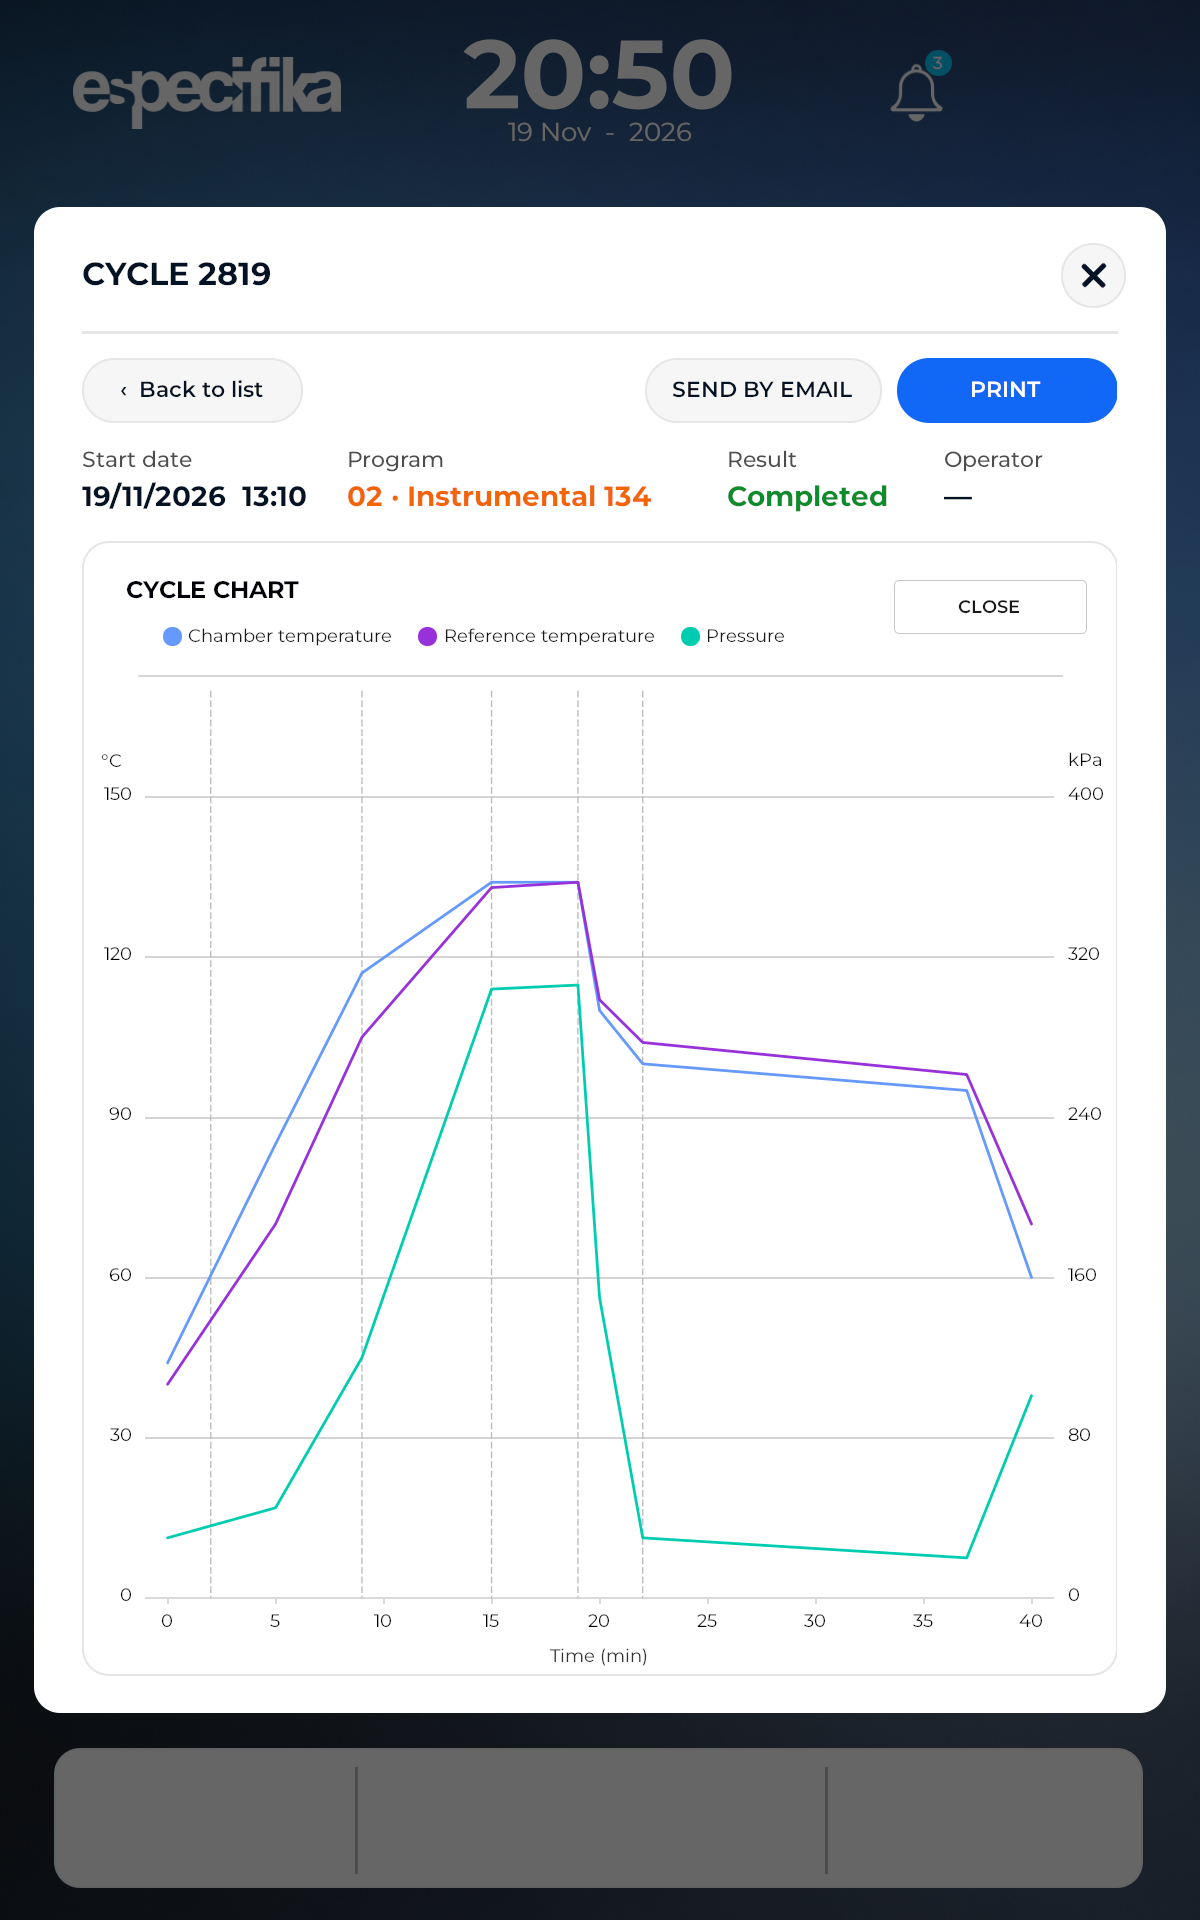 especifika
20:50
19 Nov - 2026
3
CYCLE 2819
‹ Back to list
SEND BY EMAIL
PRINT
Start date
Program
Result
Operator
19/11/2026 13:10
02 · Instrumental 134
Completed
—
CYCLE CHART
CLOSE
Chamber temperature
Reference temperature
Pressure
°C
kPa
150
400
120
320
90
240
60
160
30
80
0
0
0 5 10 15 20 25 30 35 40
Time (min)